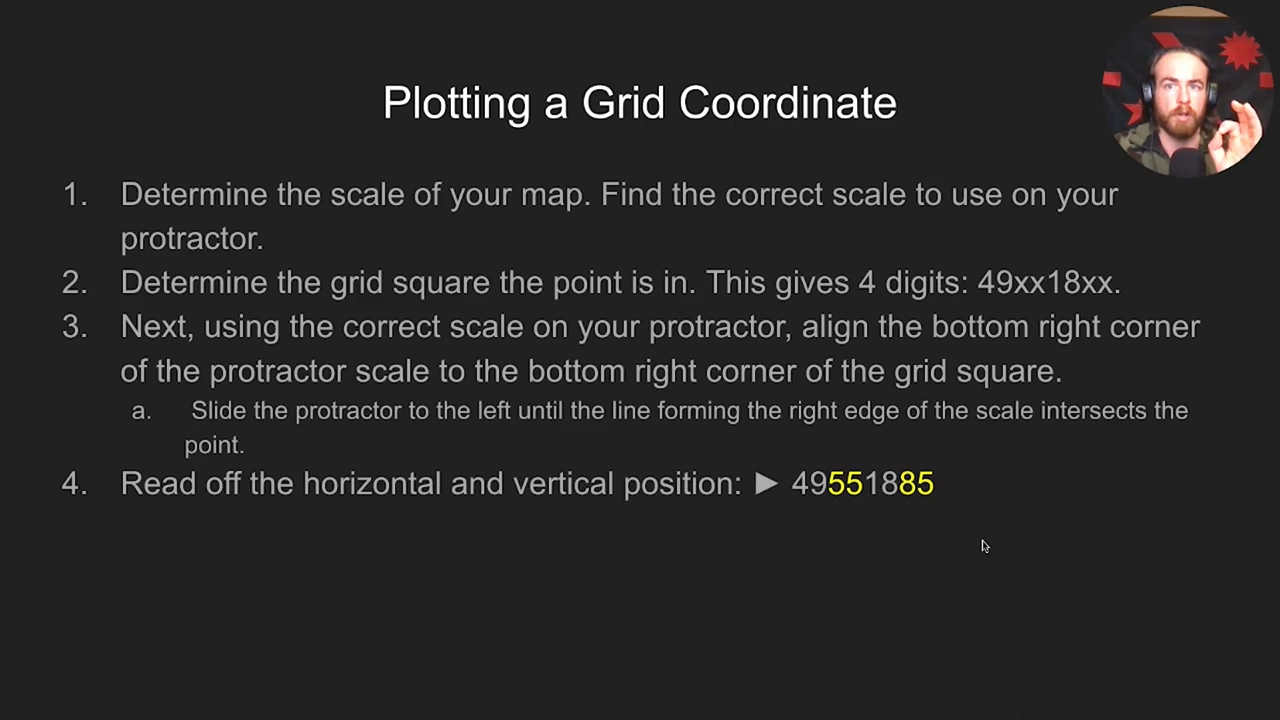 Plotting a Grid Coordinate
1. Determine the scale of your map. Find the correct scale to use on your
protractor.
2. Determine the grid square the point is in. This gives 4 digits: 49xx18xx.
3. Next, using the correct scale on your protractor, align the bottom right corner
of the protractor scale to the bottom right corner of the grid square.
a. Slide the protractor to the left until the line forming the right edge of the scale intersects the
point.
4. Read off the horizontal and vertical position: ► 49551885